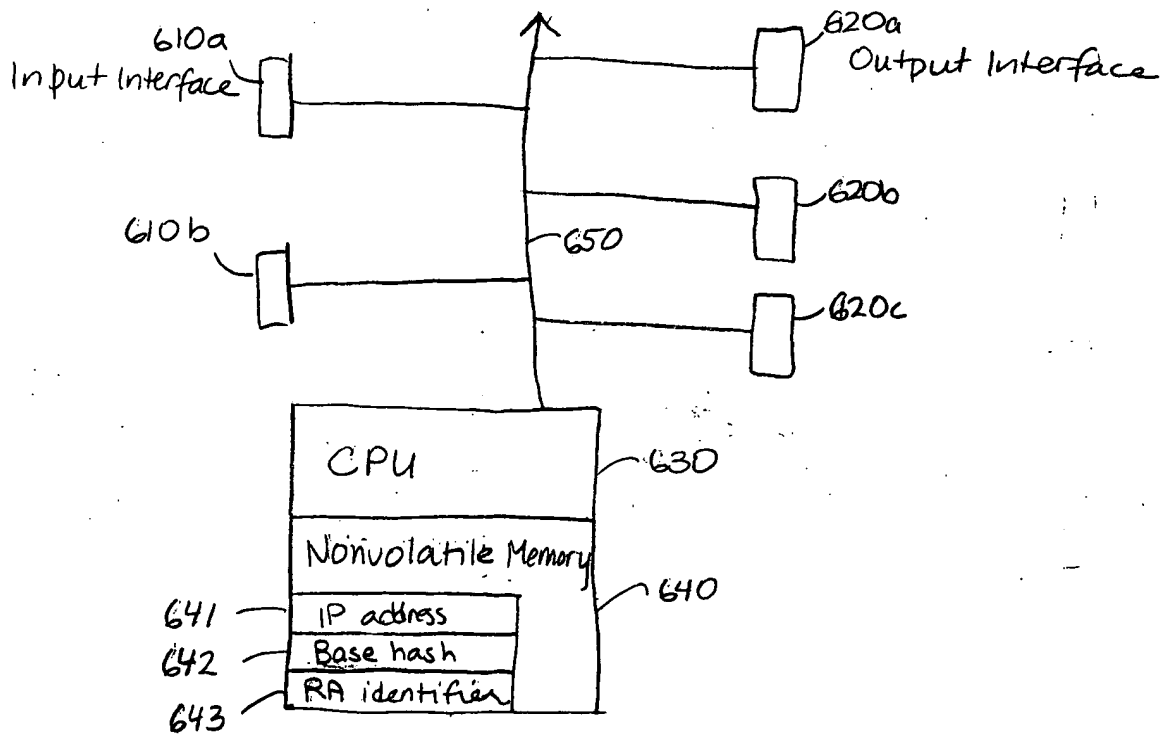 610a
Input Interface
620a
Output Interface
620b
610b
650
620c
CPU
630
Nonvolatile Memory
640
641
IP address
642
Base hash
643
RA identifier